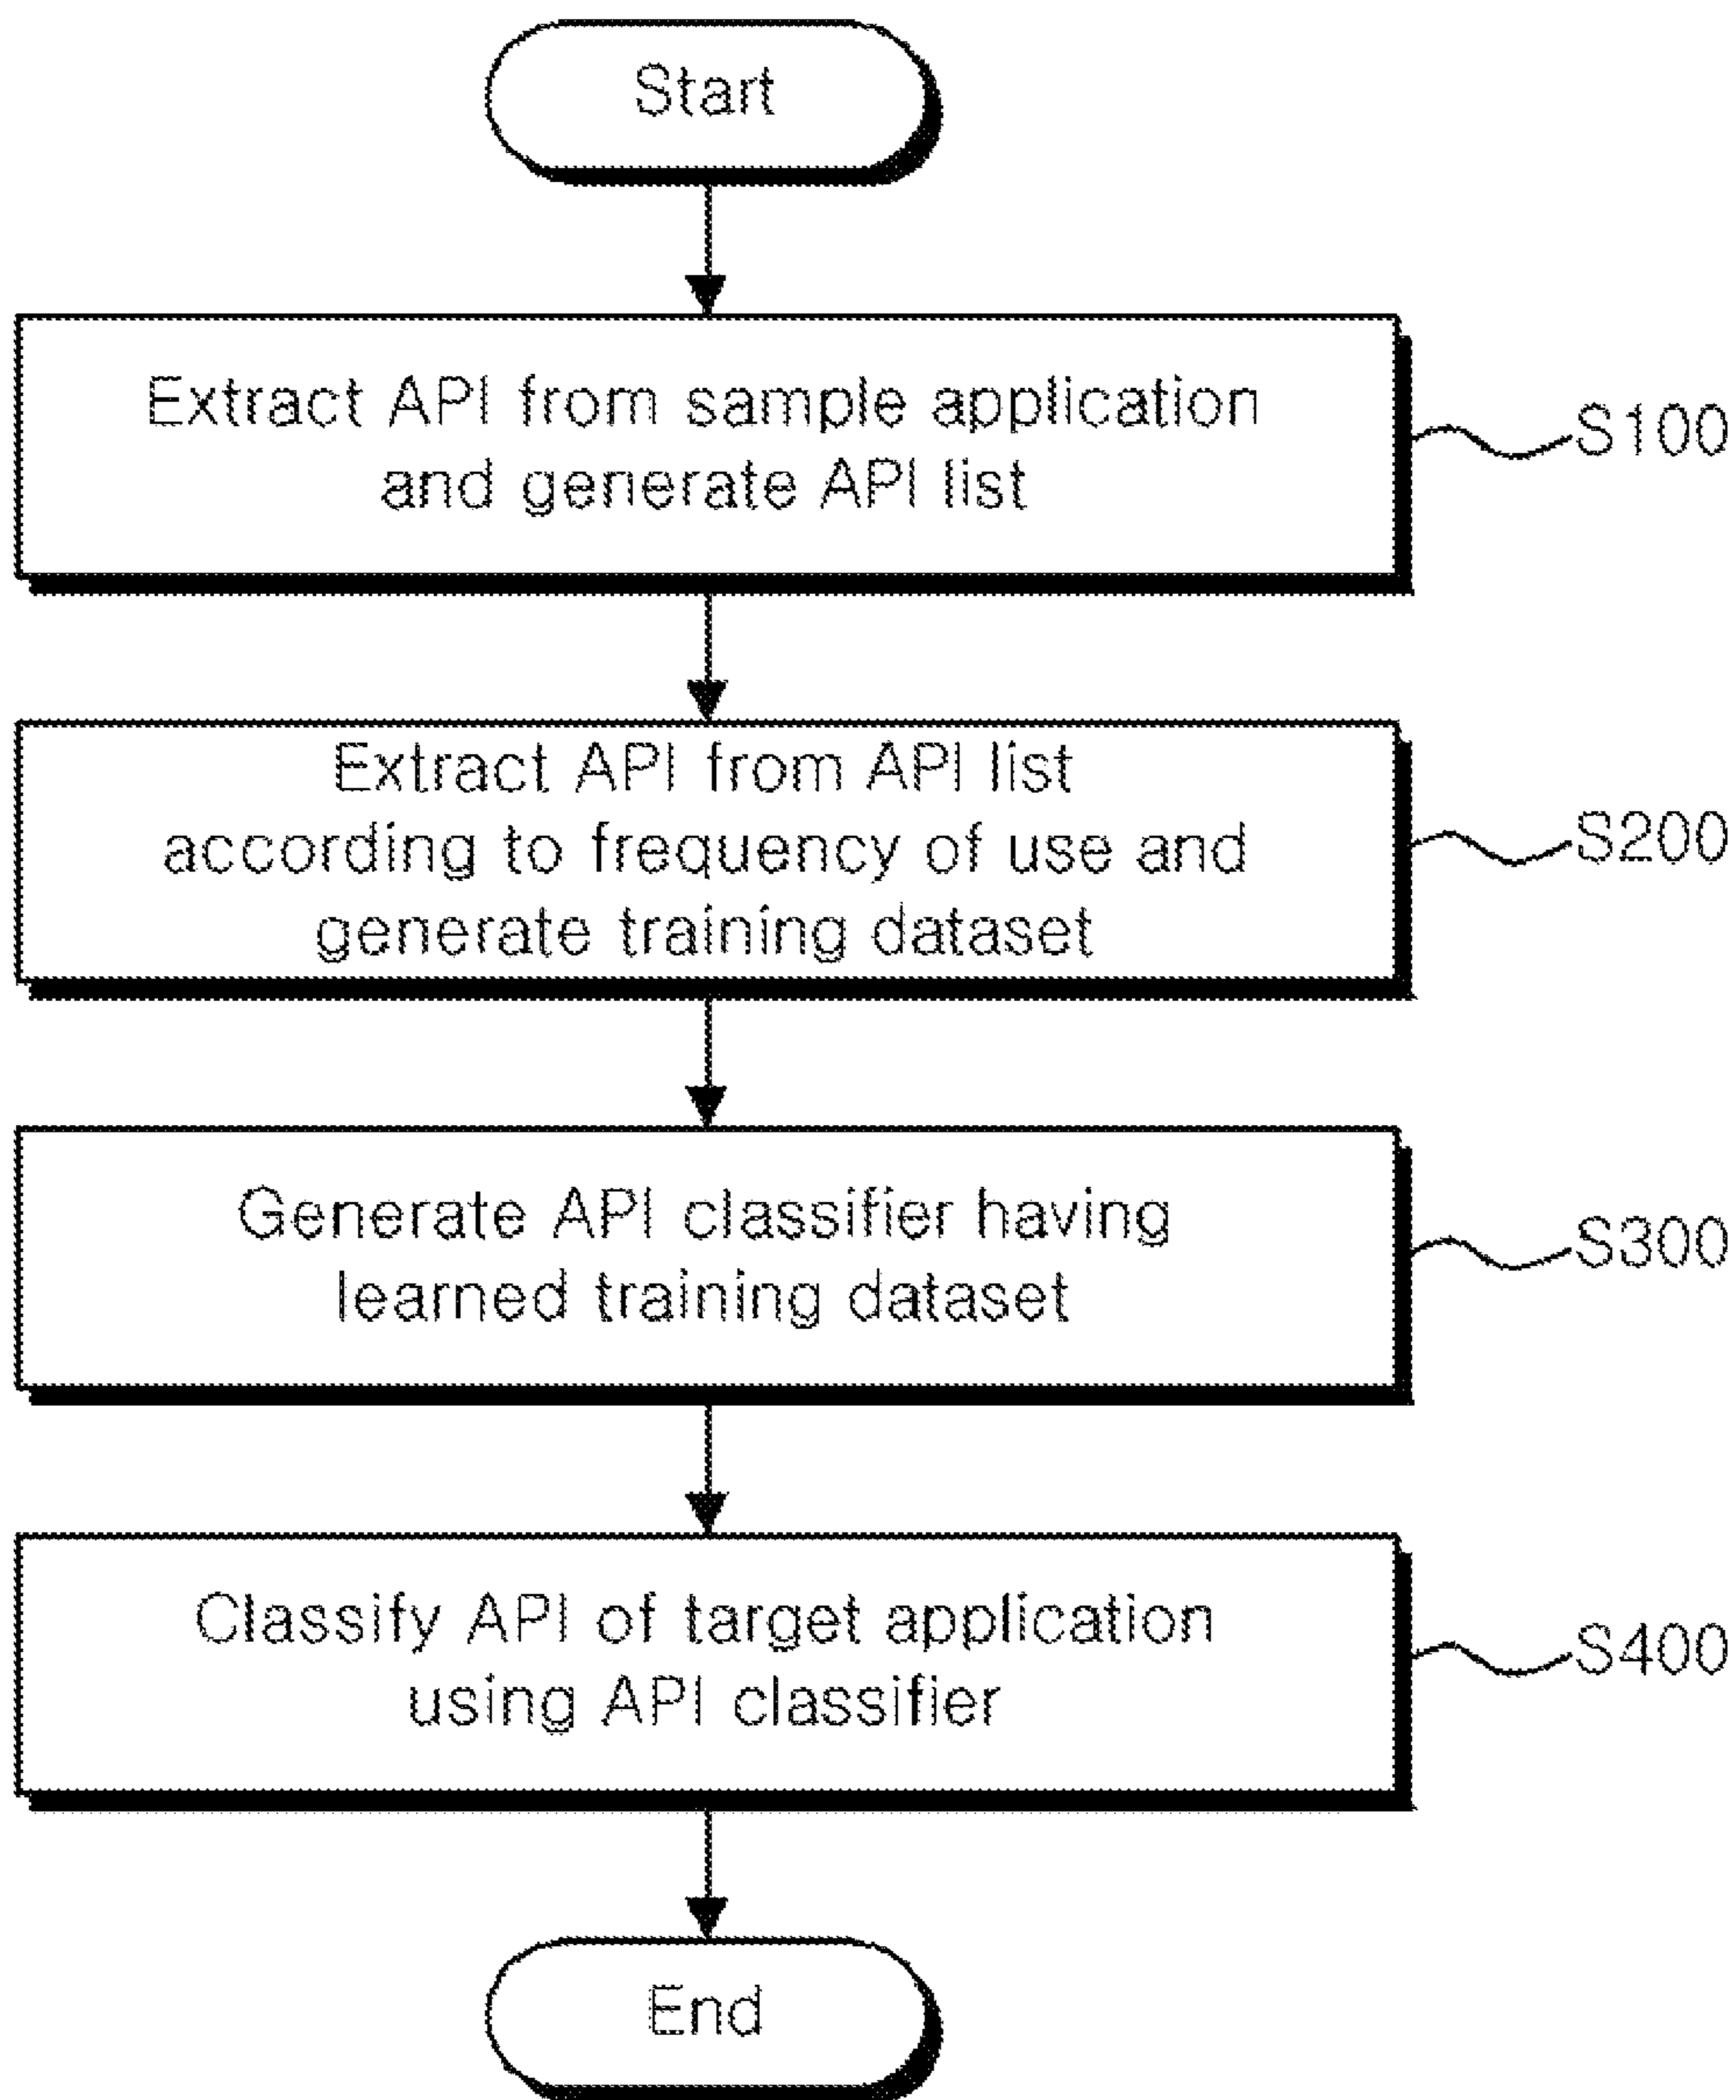 Start
Extract API from sample application
and generate API list
S100
Extract API from API list
according to frequency of use and
generate training dataset
S200
Generate API classifier having
learned training dataset
S300
Classify API of target application
using API classifier
S400
End